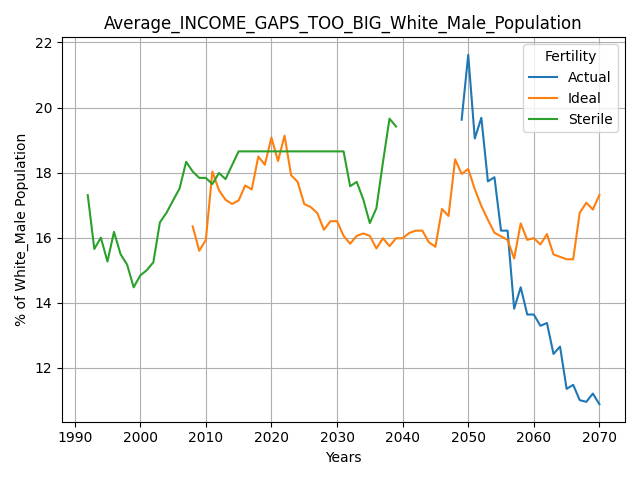 Average_INCOME_GAPS_TOO_BIG_White_Male_Population
22
20
18
16
14
12
% of White_Male Population
Fertility
Actual
Ideal
Sterile
1990 2000 2010 2020 2030 2040 2050 2060 2070
Years